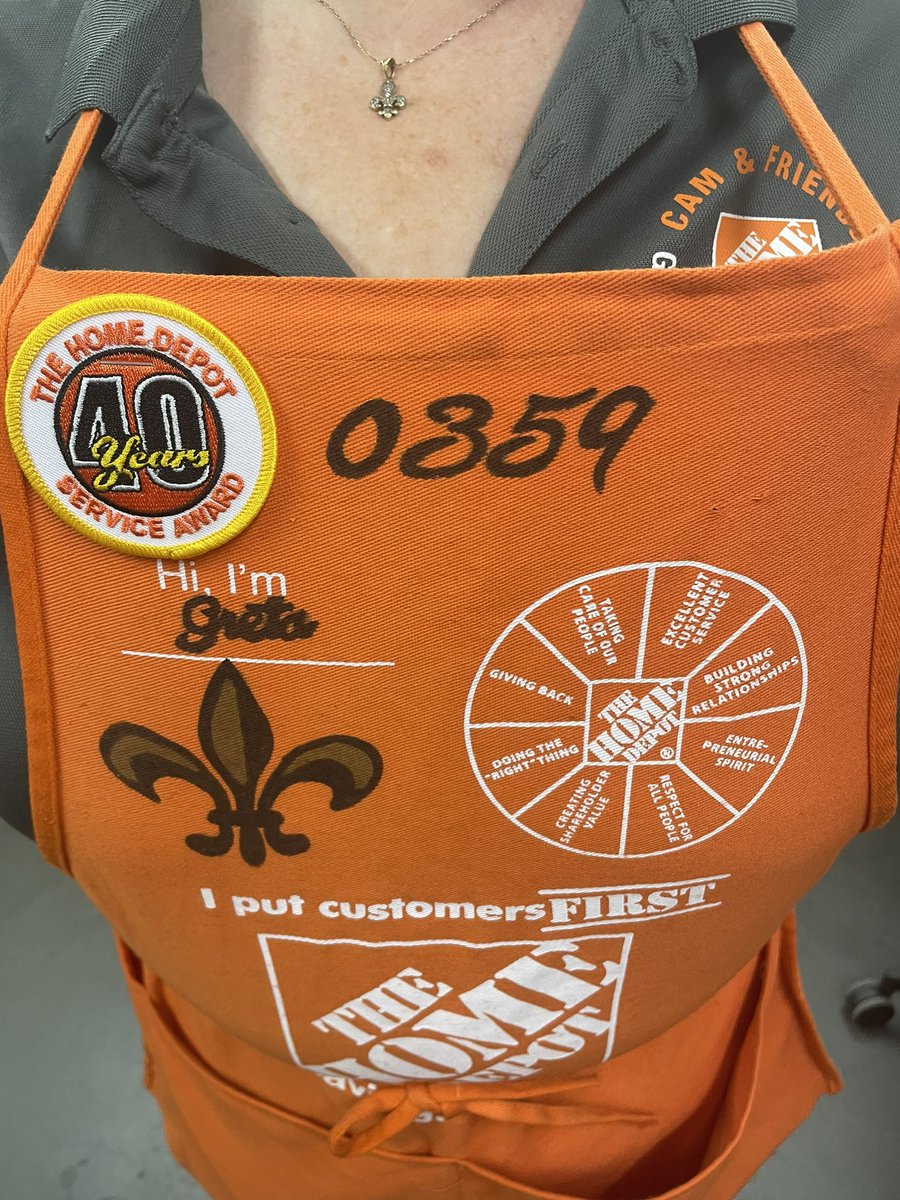 CAM & FRIEND
THE
HOME
THE HOME DEPOT
40
Years
SERVICE AWARD
0359
Hi, I'm
Greta
TAKING
CARE OF OUR
PEOPLE
EXCELLENT
CUSTOMER
SERVICE
BUILDING
STRONG
RELATIONSHIPS
ENTRE-
PRENEURIAL
SPIRIT
RESPECT FOR
ALL PEOPLE
CREATING
SHAREHOLDER
VALUE
DOING THE
"RIGHT" THING
GIVING BACK
THE
HOME
DEPOT®
I put customers FIRST
THE
HOME
DEPOT